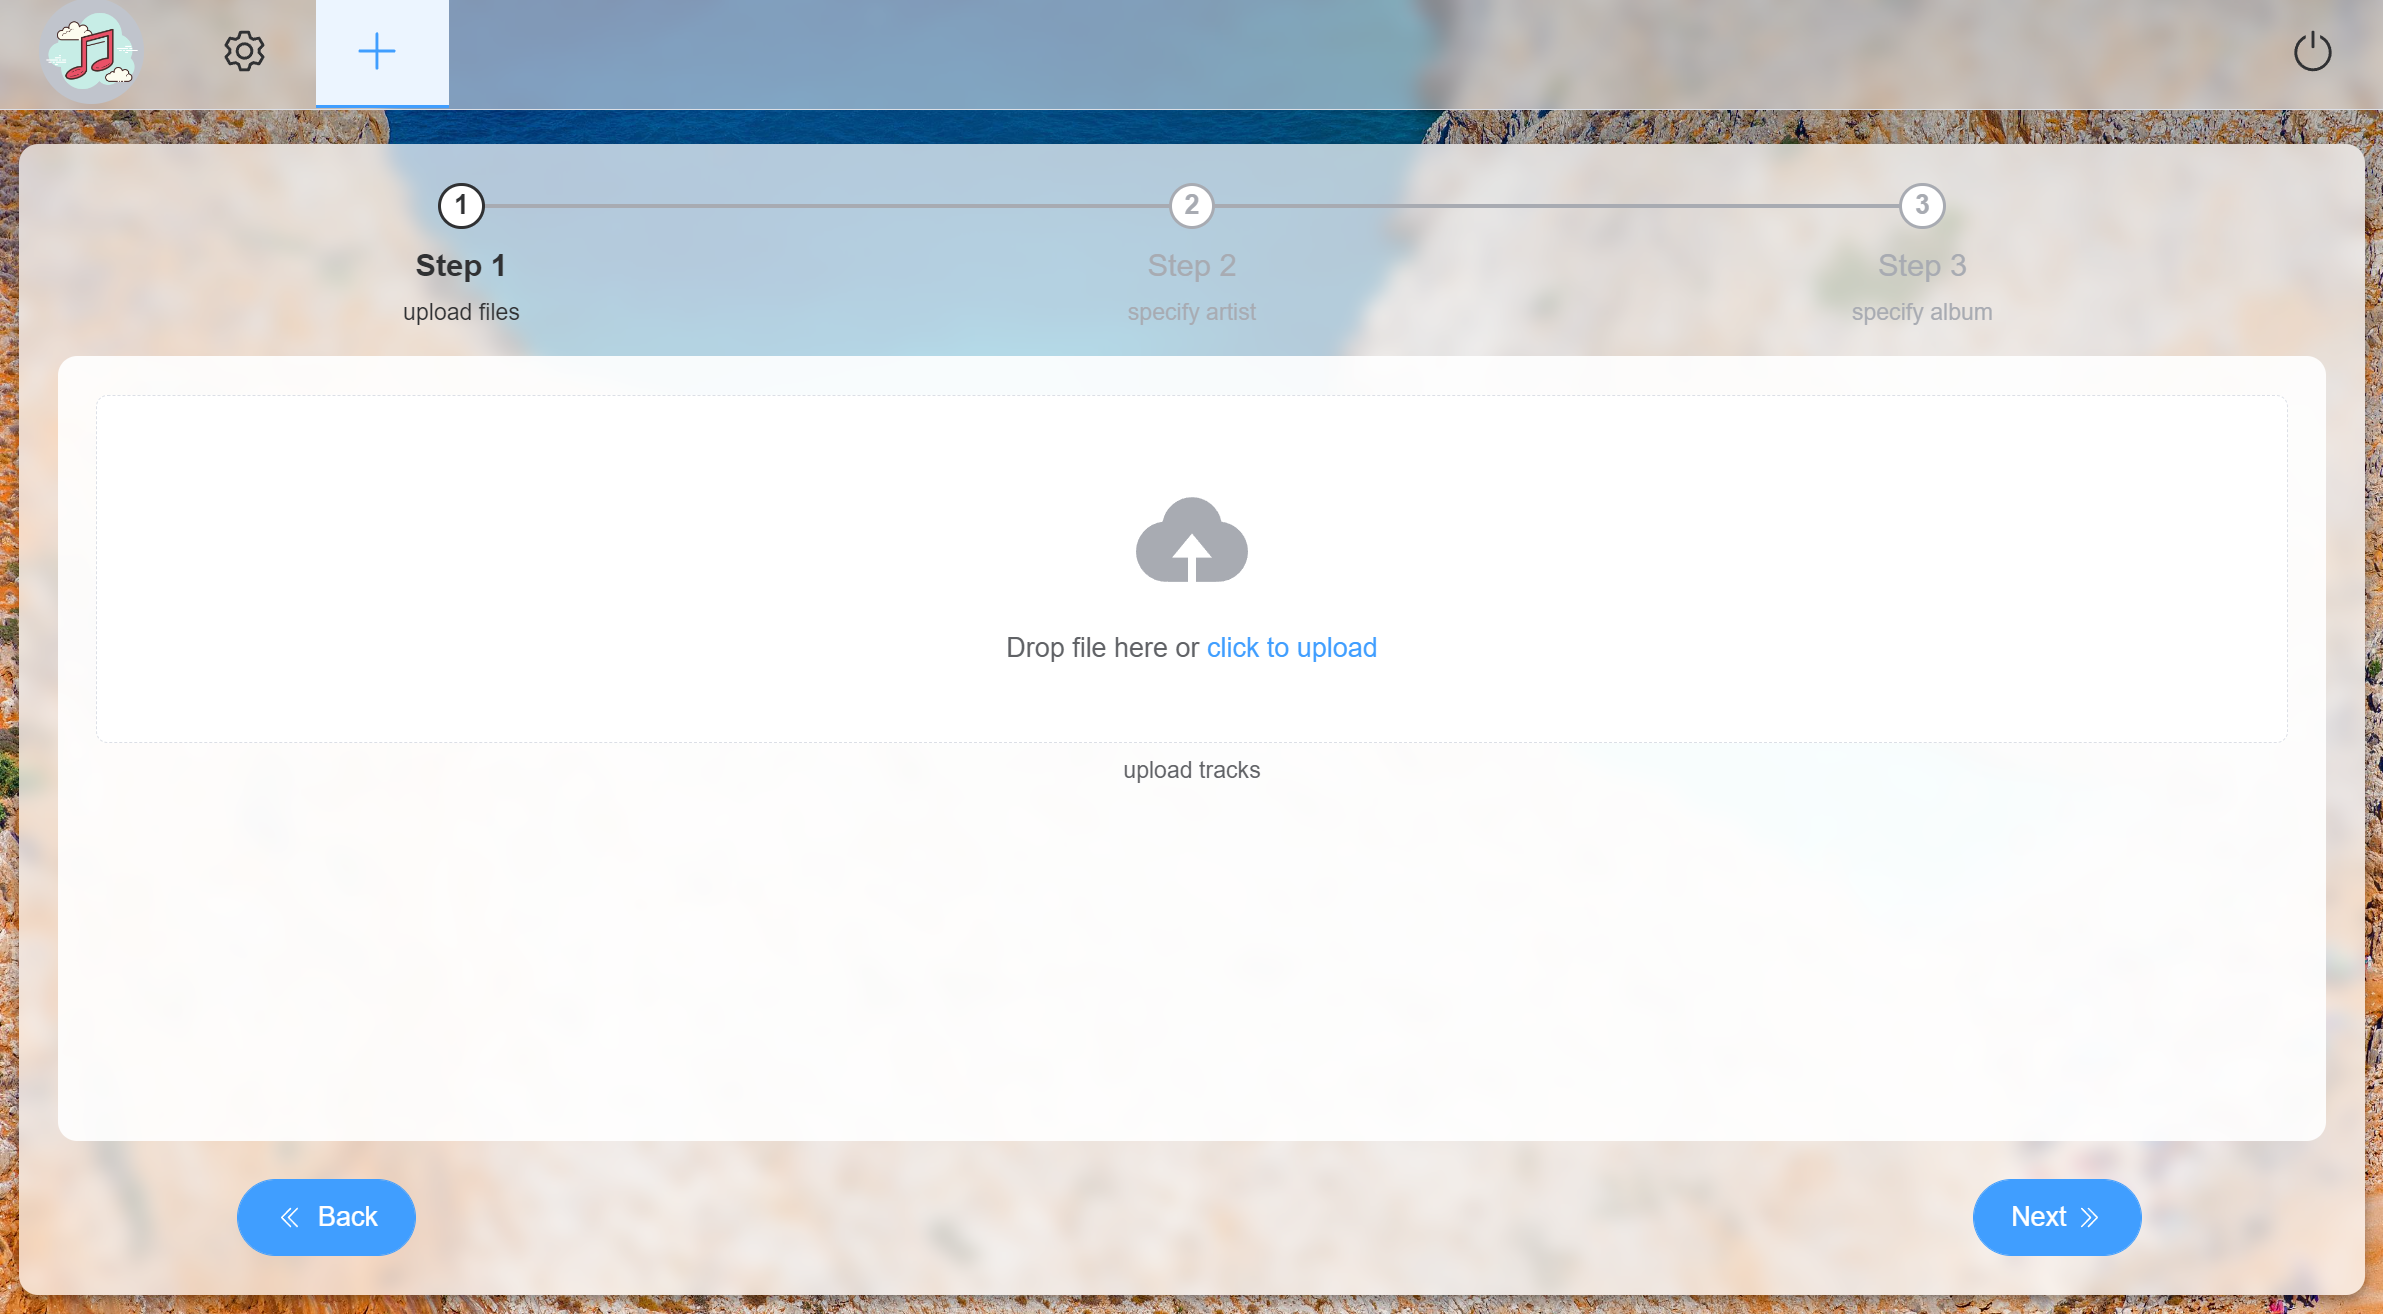 1
2
3
Step 1
Step 2
Step 3
upload files
specify artist
specify album
Drop file here or click to upload
upload tracks
Back
Next